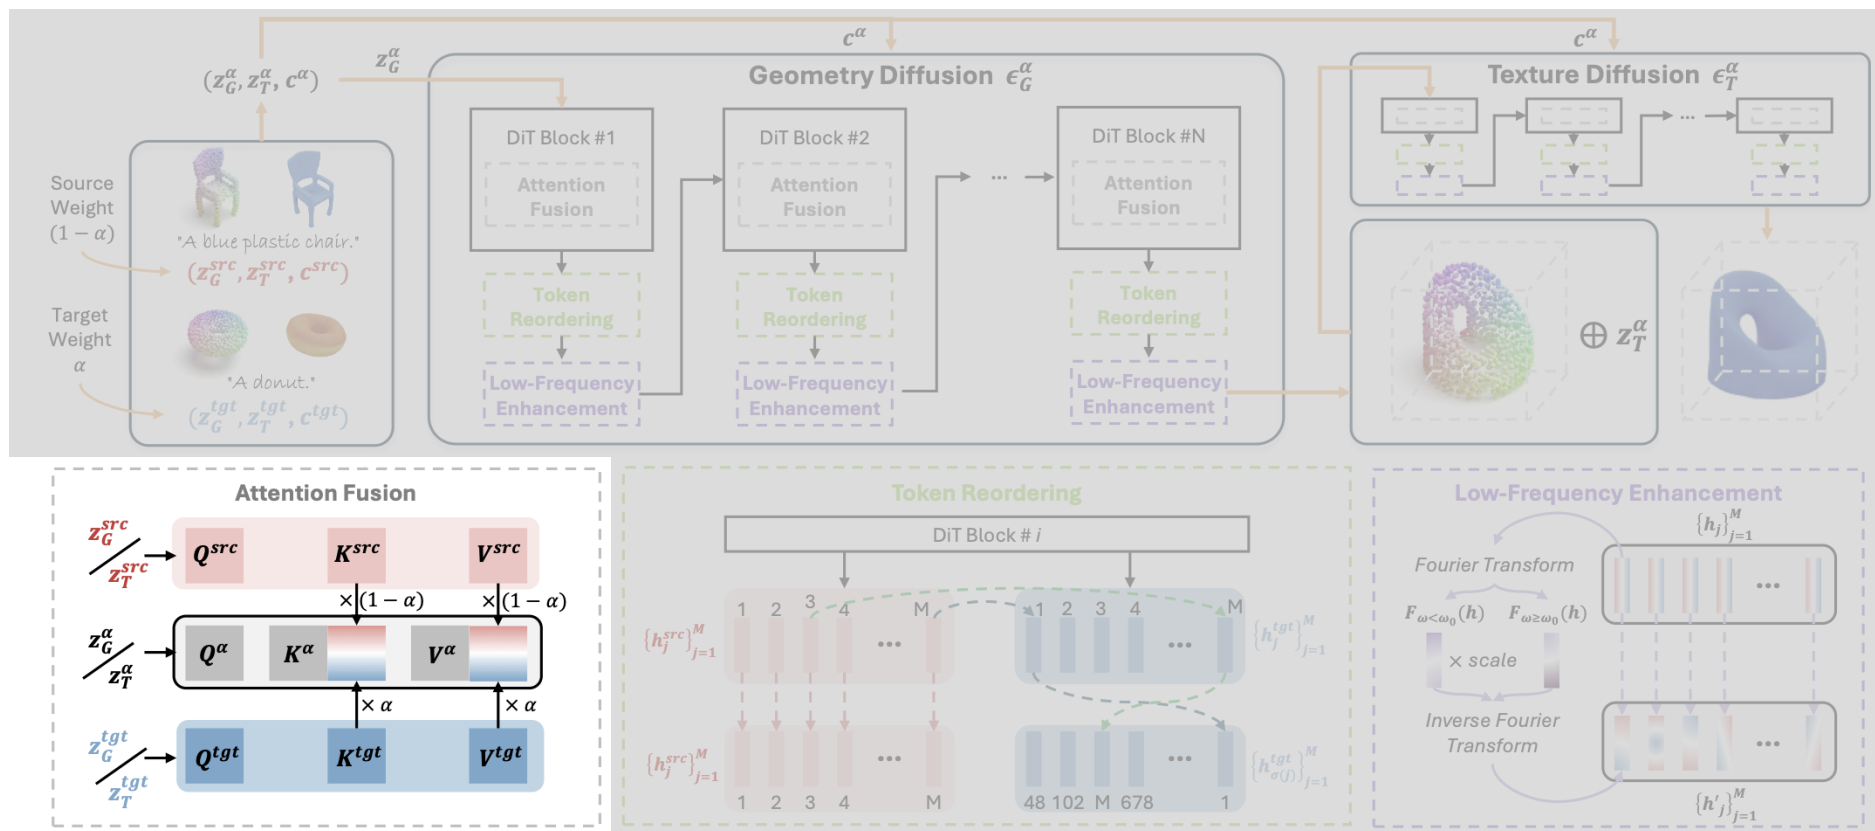 (z_G^α, z_T^α, c^α)
z_G^α
c^α
c^α
Geometry Diffusion ϵ_G^α
Texture Diffusion ϵ_T^α
DiT Block #1
Attention
Fusion
Token
Reordering
Low-Frequency
Enhancement
DiT Block #2
Attention
Fusion
Token
Reordering
Low-Frequency
Enhancement
...
DiT Block #N
Attention
Fusion
Token
Reordering
Low-Frequency
Enhancement
...
Source
Weight
(1 − α)
"A blue plastic chair."
(z_G^src, z_T^src, c^src)
Target
Weight
α
"A donut."
(z_G^tgt, z_T^tgt, c^tgt)
⊕ z_T^α
Attention Fusion
z_G^src
z_T^src
Q^src K^src V^src
×(1 − α) ×(1 − α)
z_G^α
z_T^α
Q^α K^α V^α
× α × α
z_G^tgt
z_T^tgt
Q^tgt K^tgt V^tgt
Token Reordering
DiT Block # i
1 2 3 4 M
1 2 3 4 M
{h_j^src}_{j=1}^M
...
...
{h_j^tgt}_{j=1}^M
{h_j^src}_{j=1}^M
...
...
{h_σ(j)^tgt}_{j=1}^M
1 2 3 4 M
48 102 M 678 1
Low-Frequency Enhancement
{h_j}_{j=1}^M
Fourier Transform
F_ω<ω_0(h) F_ω≥ω_0(h)
...
× scale
Inverse Fourier
Transform
...
{h'_j}_{j=1}^M